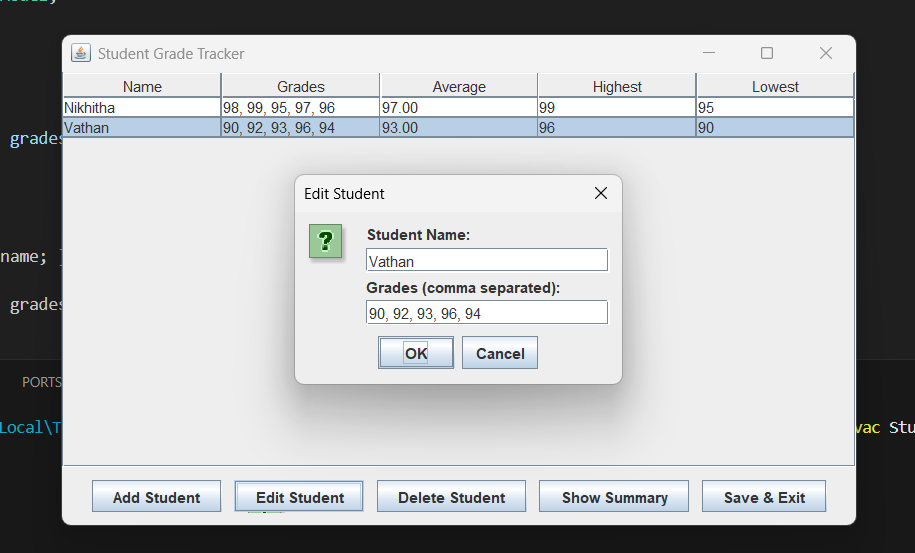 Student Grade Tracker
Name Grades Average Highest Lowest
Nikhitha 98, 99, 95, 97, 96 97.00 99 95
Vathan 90, 92, 93, 96, 94 93.00 96 90
grades
Edit Student
?
Student Name:
Vathan
name;
Grades (comma separated):
grades
90, 92, 93, 96, 94
OK Cancel
PORTS
Local\T vac Stu
Add Student Edit Student Delete Student Show Summary Save & Exit